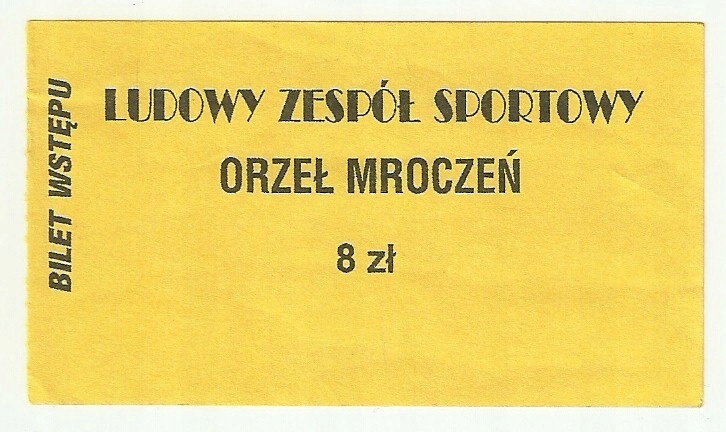 BILET WSTĘPU
LUDOWY ZESPÓŁ SPORTOWY
ORZEŁ MROCZEŃ
8 zł